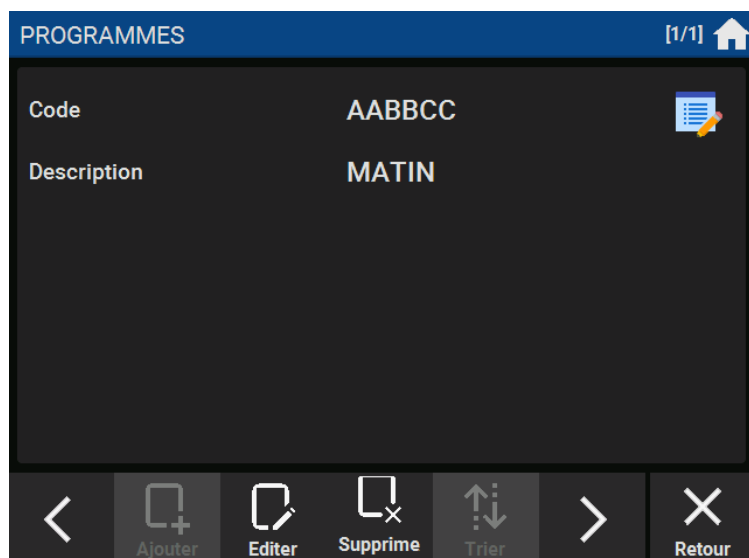 PROGRAMMES [1/1]
Code AABBCC
Description MATIN
Ajouter Editer Supprime Trier Retour